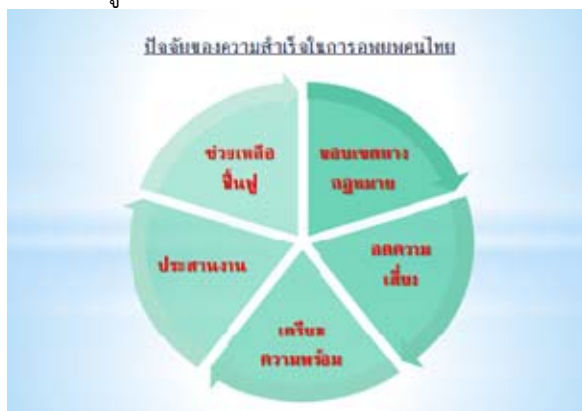 ปัจจัยของความสำเร็จในการอพยพคนไทย
ช่วยเหลือ
ฟื้นฟู
ขอบเขตทาง
กฎหมาย
ประสานงาน
ลดความ
เสี่ยง
เตรียม
ความพร้อม